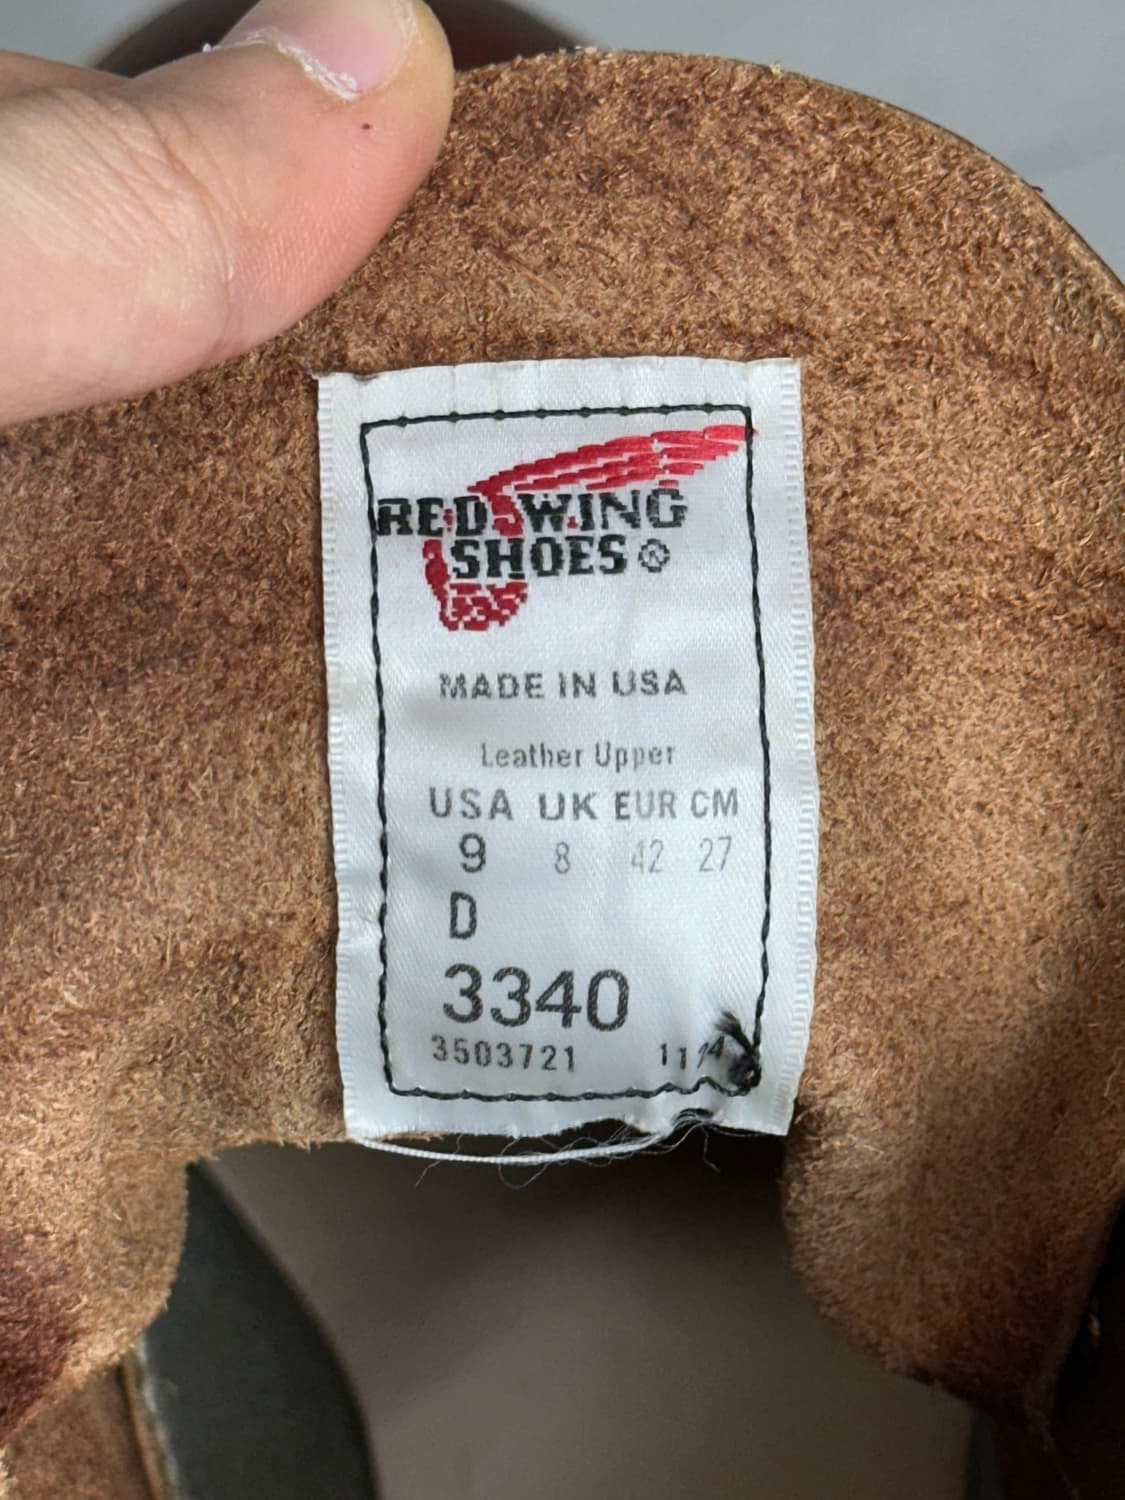 RED WING
SHOES ®
MADE IN USA
Leather Upper
USA UK EUR CM
9 8 42 27
D
3340
3503721